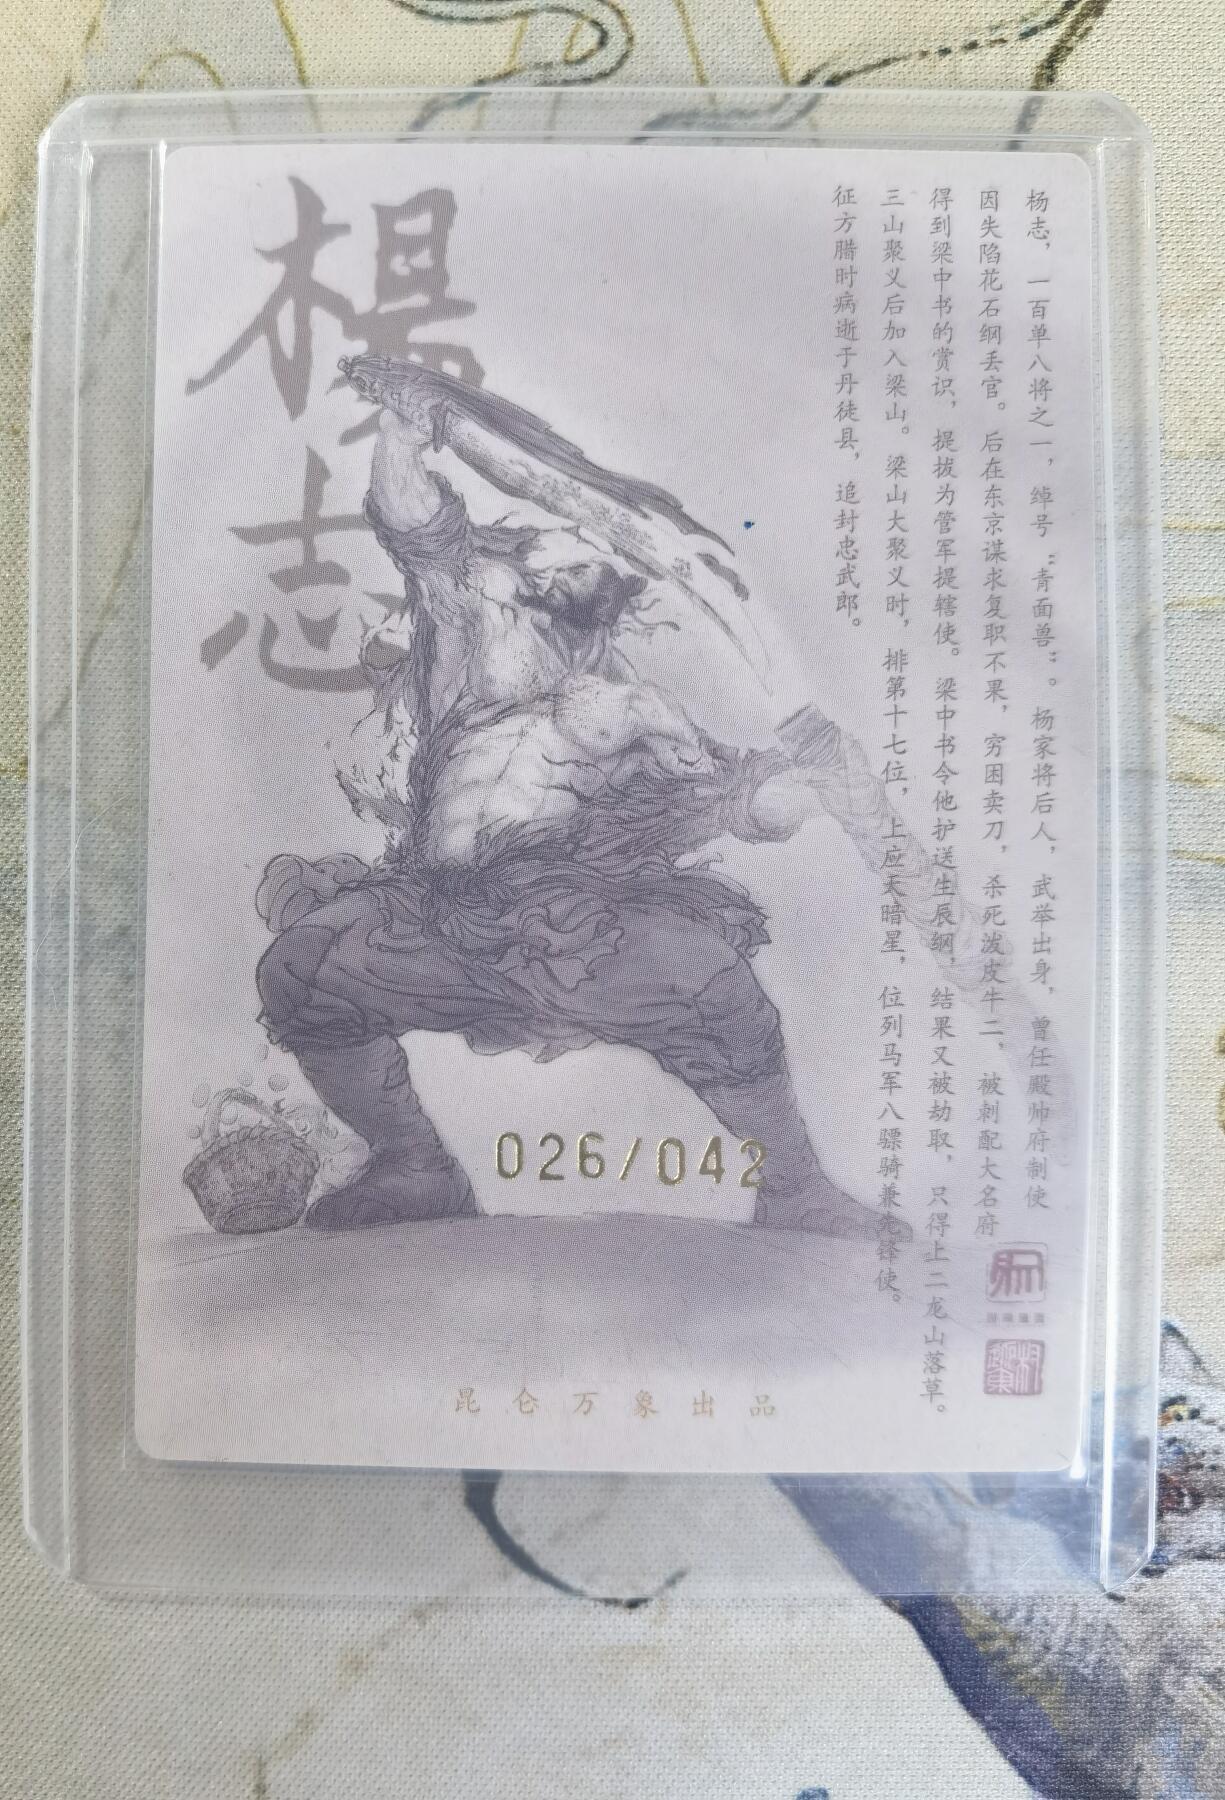 杨志，一百单八将之一，绰号“青面兽”。杨家将后人，武举出身，曾任殿帅府制使
因失陷花石纲丢官。后在东京谋求复职不果，穷困卖刀，杀死泼皮牛二，被刺配大名府
得到梁中书的赏识，提拔为管军提辖使。梁中书令他护送生辰纲，结果又被劫取，只得上二龙山落草。
三山聚义后加入梁山。梁山大聚义时，排第十七位，上应天暗星，位列马军八骠骑兼先锋使。
征方腊时病逝于丹徒县，追封忠武郎。
楊志
026/042
昆仑万象出品